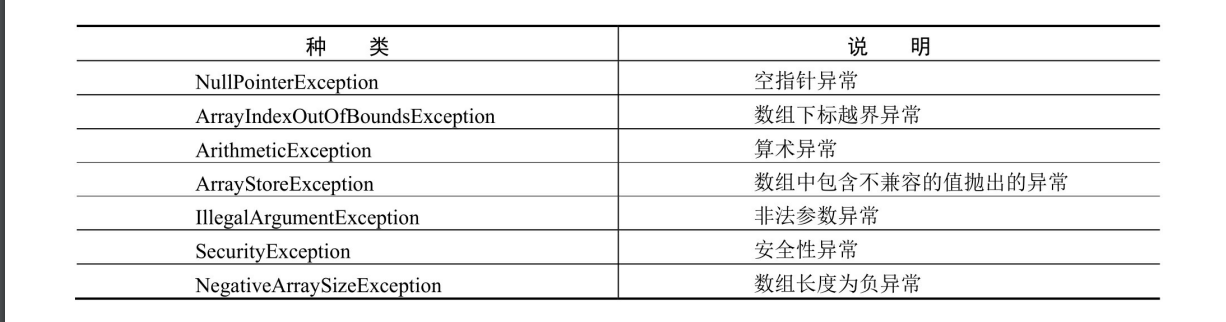 种 类 说 明
NullPointerException 空指针异常
ArrayIndexOutOfBoundsException 数组下标越界异常
ArithmeticException 算术异常
ArrayStoreException 数组中包含不兼容的值抛出的异常
IllegalArgumentException 非法参数异常
SecurityException 安全性异常
NegativeArraySizeException 数组长度为负异常